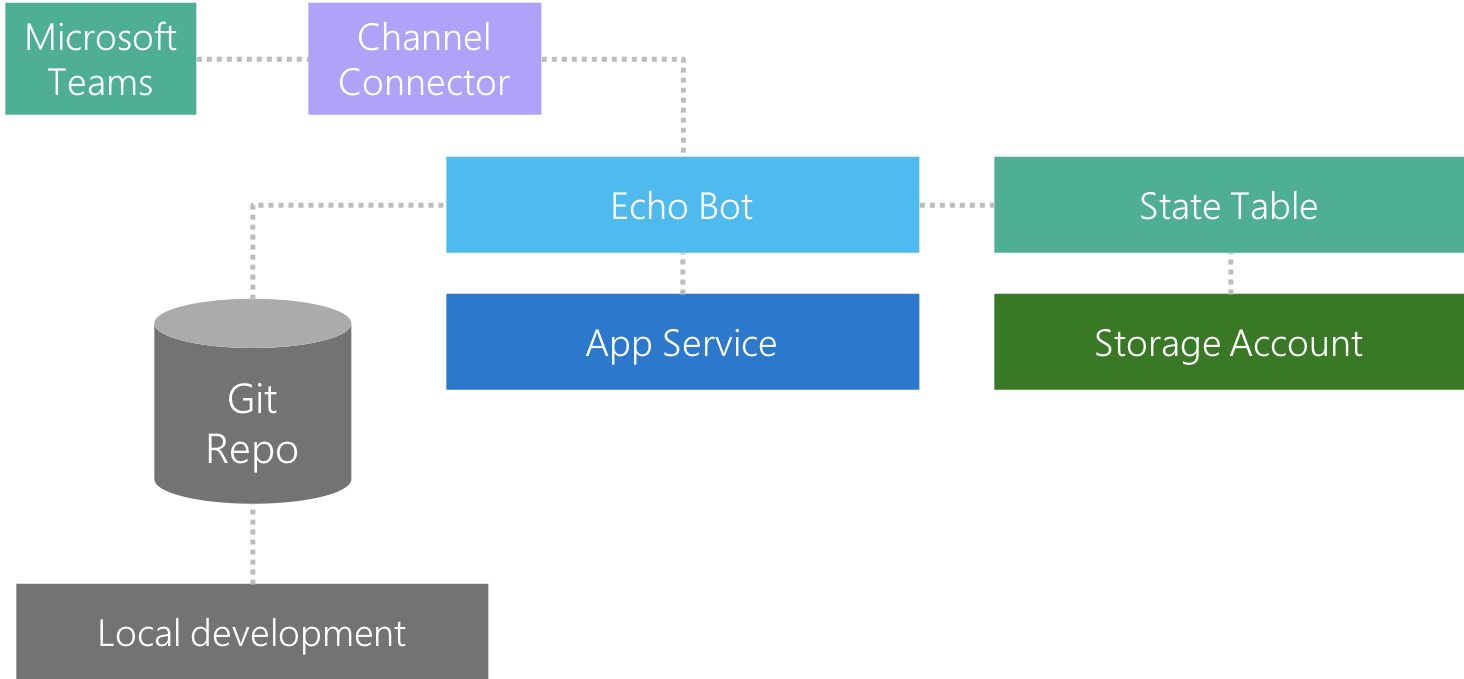 Microsoft
Teams
Channel
Connector
Echo Bot
State Table
App Service
Storage Account
Git
Repo
Local development